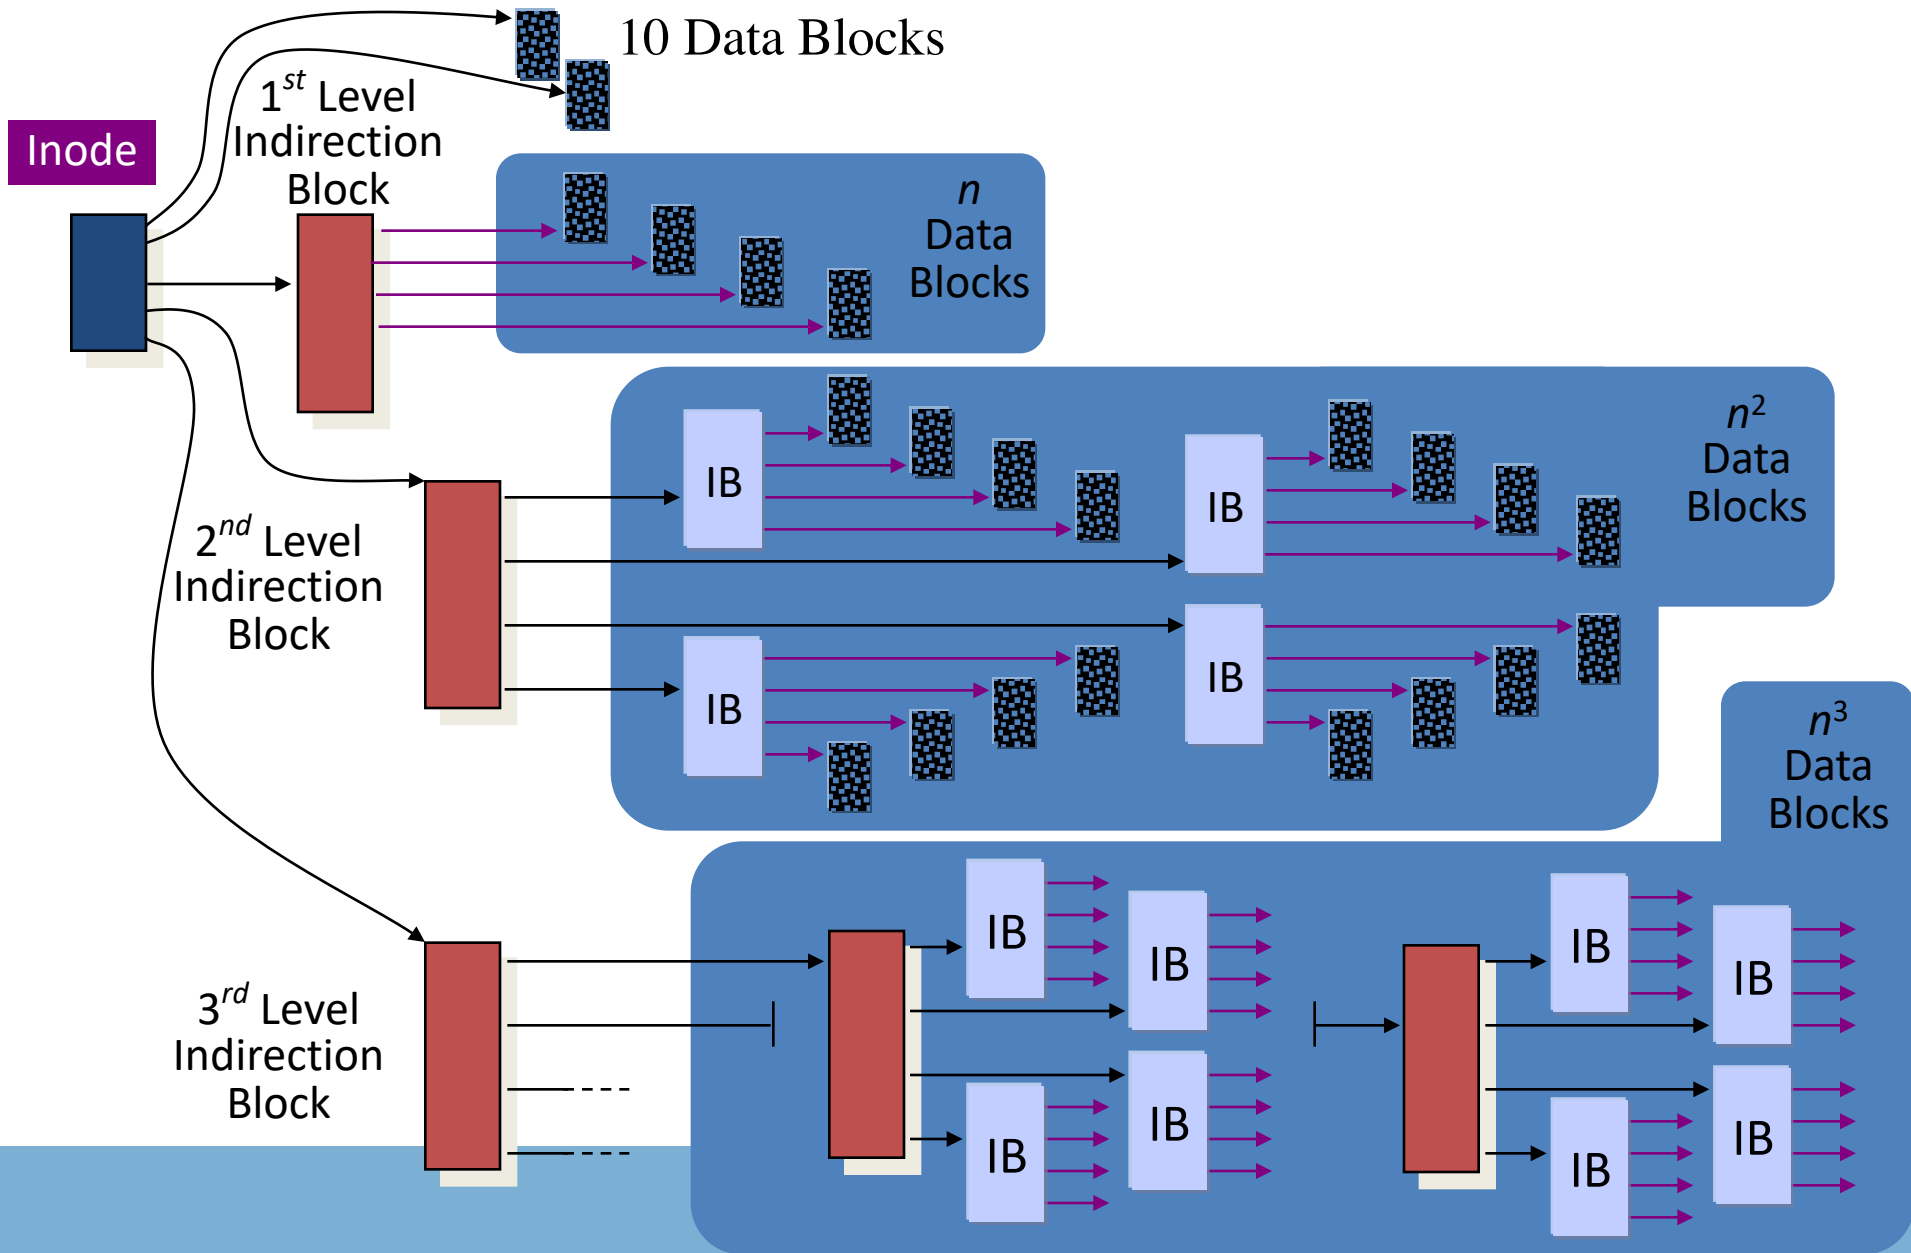 10 Data Blocks
1st Level
Indirection
Block
Inode
n
Data
Blocks
n2
Data
Blocks
IB
IB
2nd Level
Indirection
Block
IB
IB
n3
Data
Blocks
3rd Level
Indirection
Block
IB
IB
IB
IB
IB
IB
IB
IB